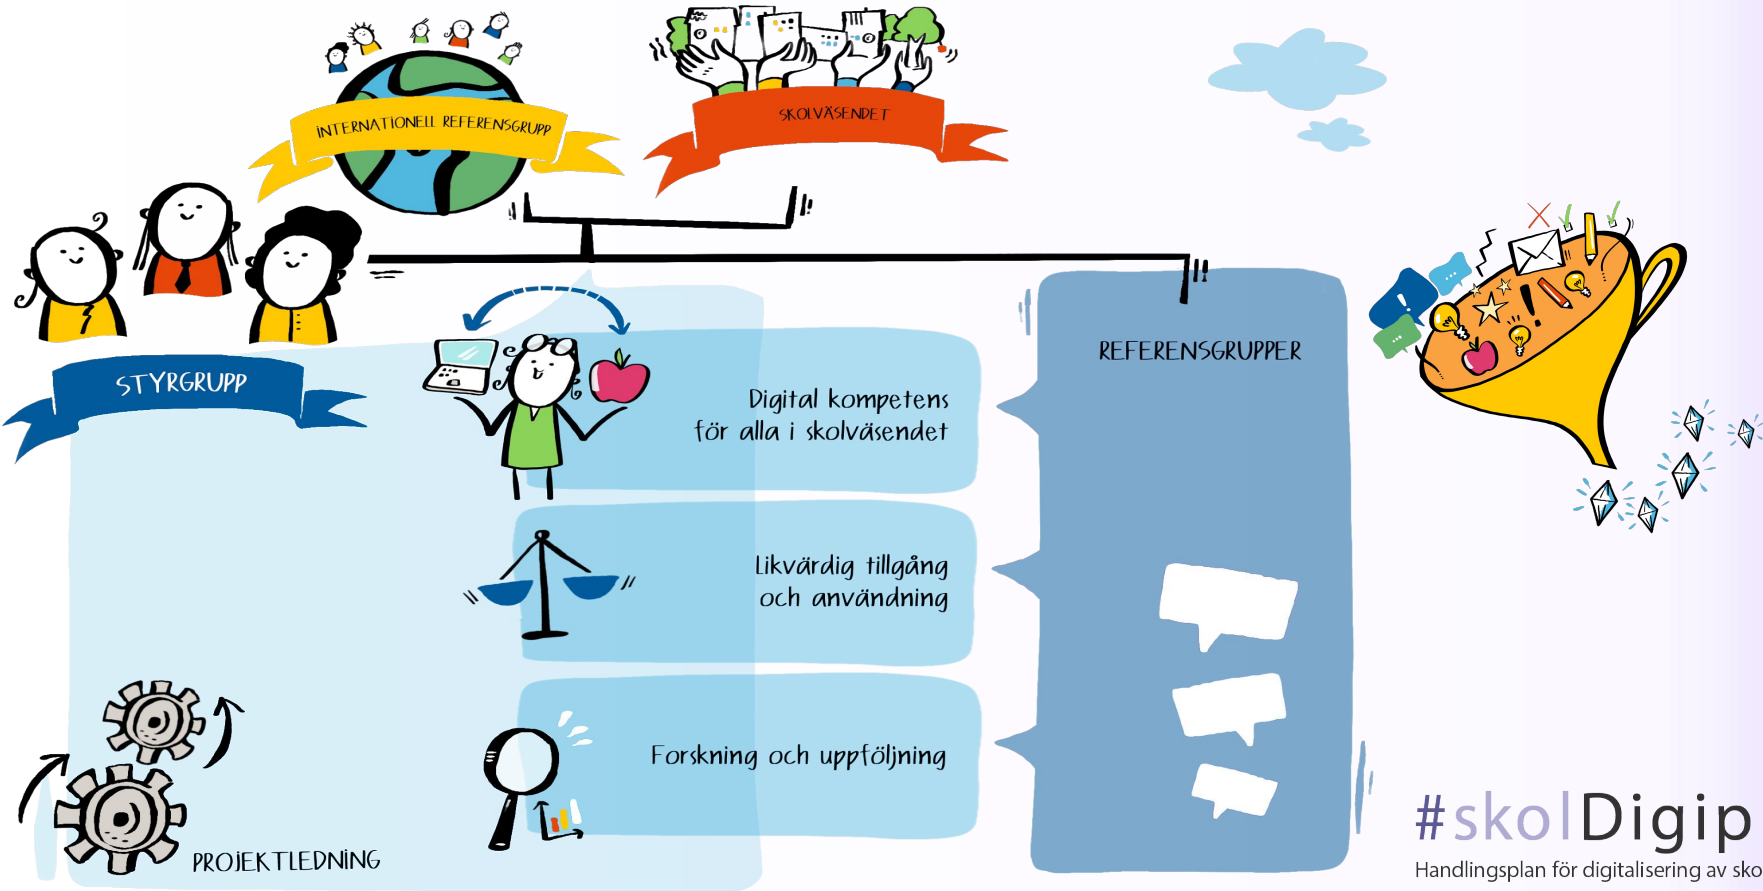 INTERNATIONELL REFERENSGRUPP
SKOLVÄSENDET
STYRGRUPP
REFERENSGRUPPER
Digital kompetens
för alla i skolväsendet
Likvärdig tillgång
och användning
Forskning och uppföljning
PROJEKTLEDNING
#skolDigip
Handlingsplan för digitalisering av sko